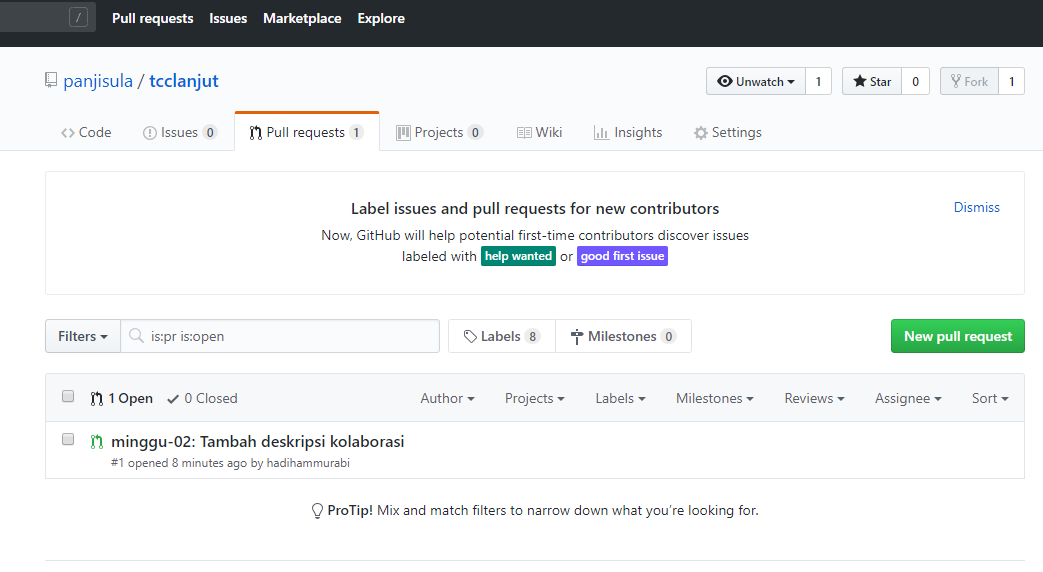 / Pull requests Issues Marketplace Explore
panjisula / tcclanjut Unwatch 1 Star 0 Fork 1
Code Issues 0 Pull requests 1 Projects 0 Wiki Insights Settings
Label issues and pull requests for new contributors Dismiss
Now, GitHub will help potential first-time contributors discover issues
labeled with help wanted or good first issue
Filters is:pr is:open Labels 8 Milestones 0 New pull request
1 Open 0 Closed Author Projects Labels Milestones Reviews Assignee Sort
minggu-02: Tambah deskripsi kolaborasi
#1 opened 8 minutes ago by hadihammurabi
ProTip! Mix and match filters to narrow down what you’re looking for.